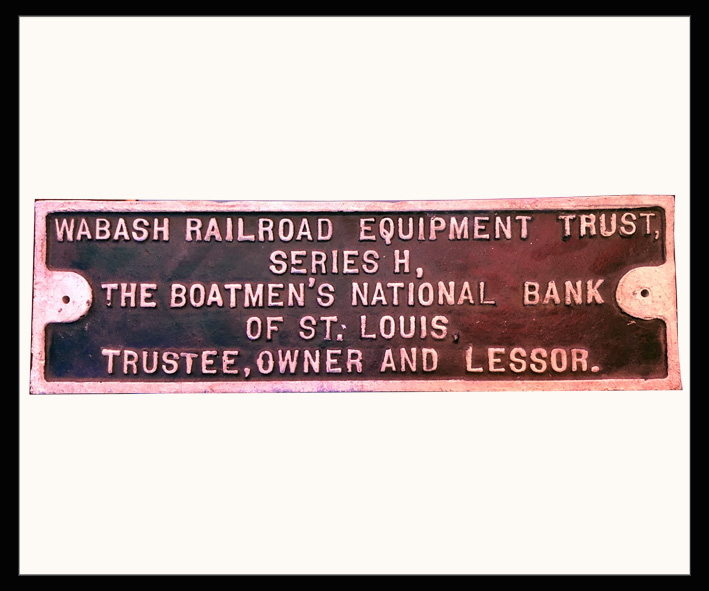 WABASH RAILROAD EQUIPMENT TRUST,
SERIES H,
THE BOATMEN'S NATIONAL BANK
OF ST. LOUIS,
TRUSTEE, OWNER AND LESSOR.